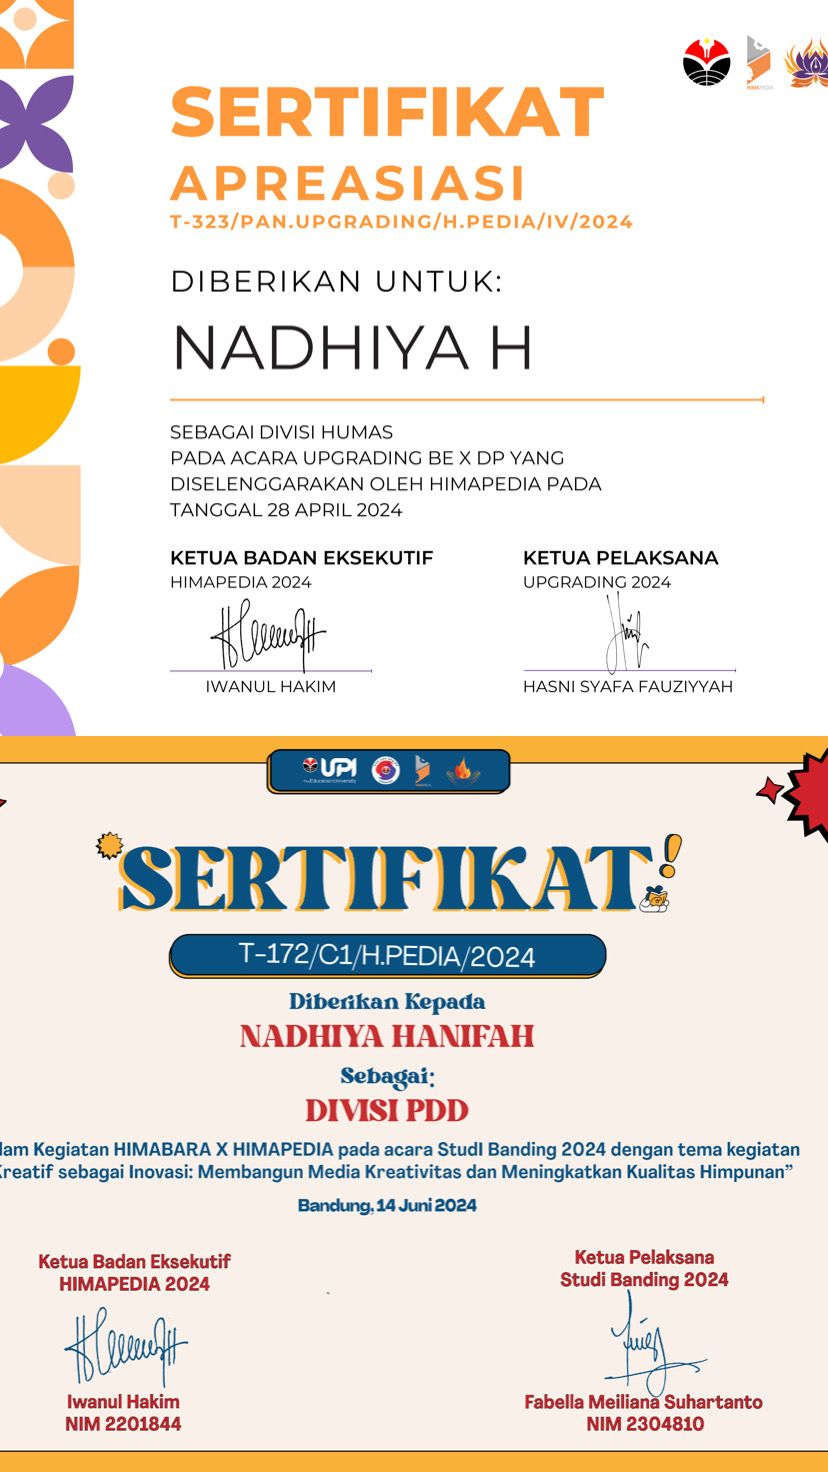 HIMAPEDIA
SERTIFIKAT
APREASIASI
T-323/PAN.UPGRADING/H.PEDIA/IV/2024
DIBERIKAN UNTUK:
NADHIYA H
SEBAGAI DIVISI HUMAS
PADA ACARA UPGRADING BE X DP YANG
DISELENGGARAKAN OLEH HIMAPEDIA PADA
TANGGAL 28 APRIL 2024
KETUA BADAN EKSEKUTIF
HIMAPEDIA 2024
IWANUL HAKIM
KETUA PELAKSANA
UPGRADING 2024
HASNI SYAFA FAUZIYYAH
UPI
SERTIFIKAT!
T-172/C1/H.PEDIA/2024
Diberikan Kepada
NADHIYA HANIFAH
Sebagai:
DIVISI PDD
lam Kegiatan HIMABARA X HIMAPEDIA pada acara StudI Banding 2024 dengan tema kegiatan
Kreatif sebagai Inovasi: Membangun Media Kreativitas dan Meningkatkan Kualitas Himpunan”
Bandung, 14 Juni 2024
Ketua Badan Eksekutif
HIMAPEDIA 2024
Iwanul Hakim
NIM 2201844
Ketua Pelaksana
Studi Banding 2024
Fabella Meiliana Suhartanto
NIM 2304810